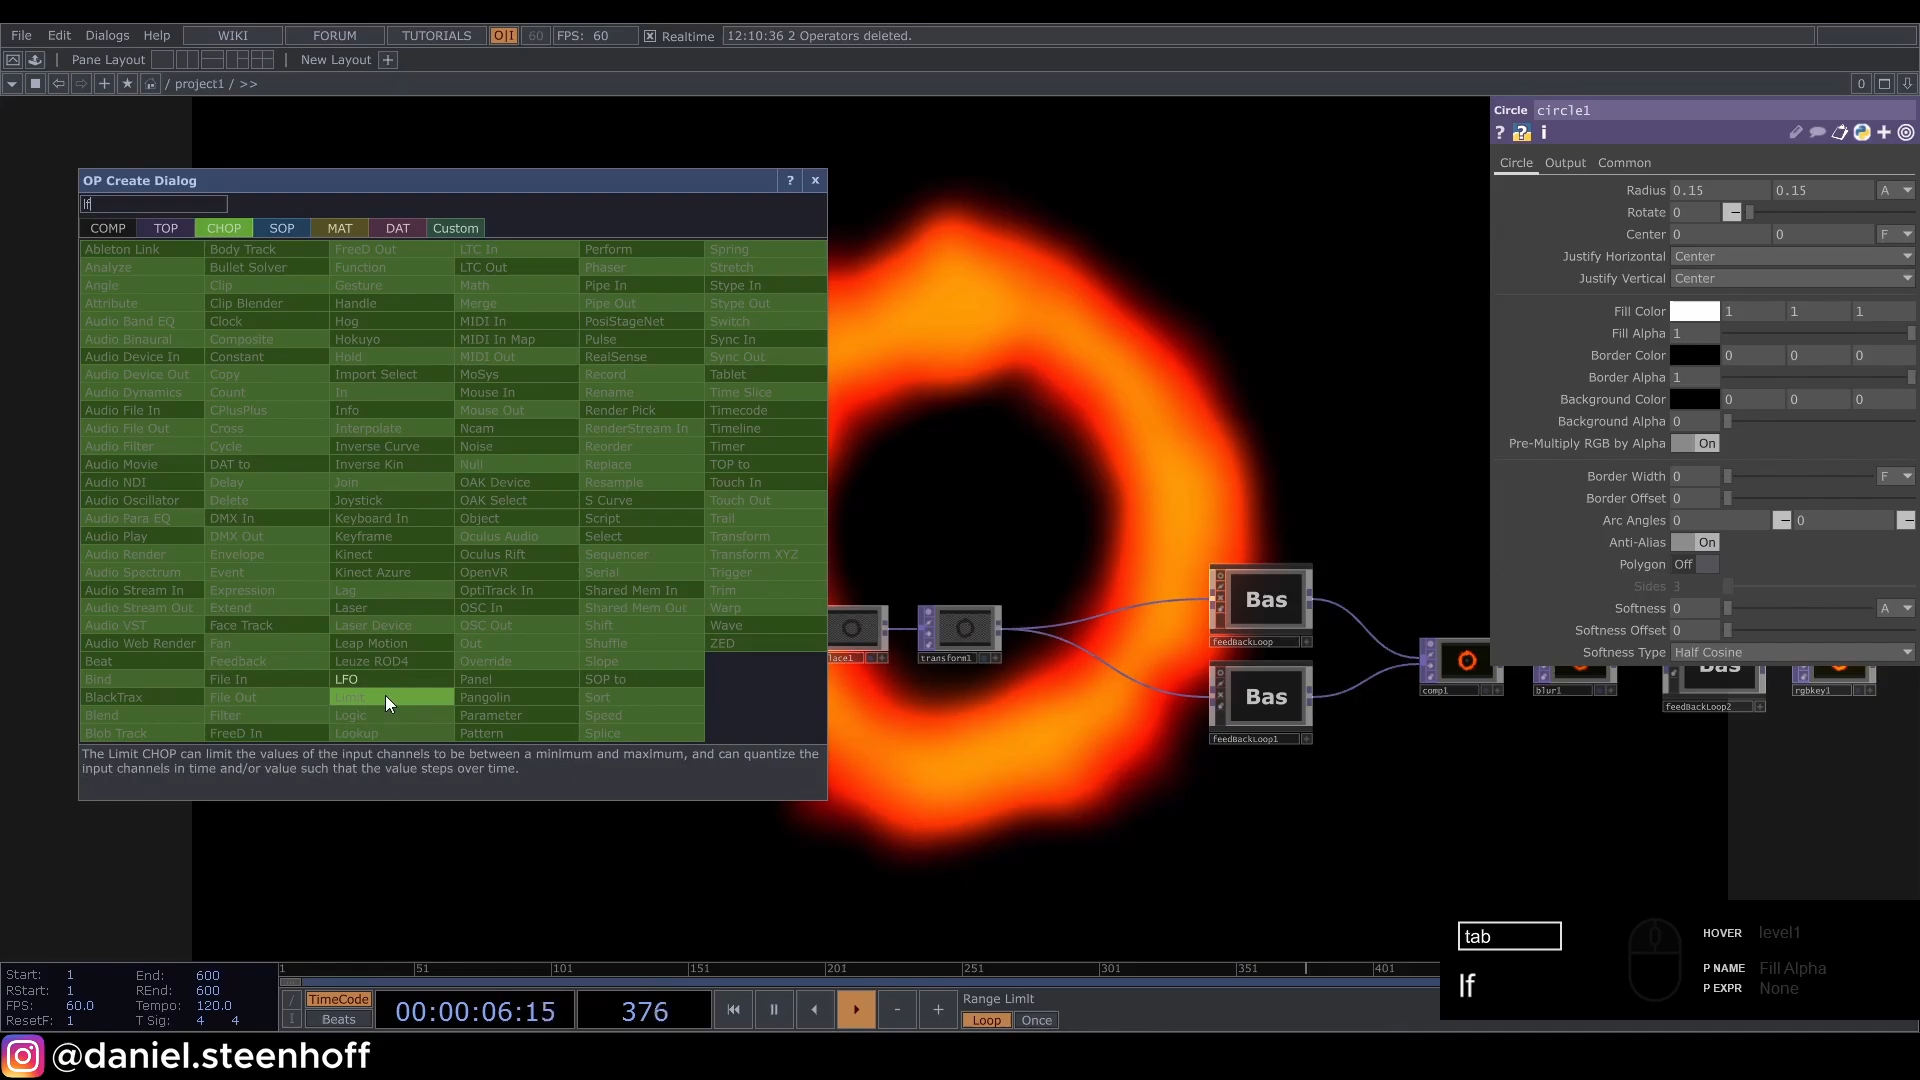 File Edit Dialogs Help WIKI FORUM TUTORIALS O|I 60 FPS: 60 Realtime 12:10:36 2 Operators deleted.
Pane Layout New Layout +
/ project1 / >> 0
Circle circle1
? ? i
Circle Output Common
OP Create Dialog ? x
lf
COMP TOP CHOP SOP MAT DAT Custom
Ableton Link Body Track FreeD Out LTC In Perform Spring
Analyze Bullet Solver Function LTC Out Phaser Stretch
Angle Clip Gesture Math Pipe In Stype In
Attribute Clip Blender Handle Merge Pipe Out Stype Out
Audio Band EQ Clock Hog MIDI In PosiStageNet Switch
Audio Binaural Composite Hokuyo MIDI In Map Pulse Sync In
Audio Device In Constant Hold MIDI Out RealSense Sync Out
Audio Device Out Copy Import Select MoSys Record Tablet
Audio Dynamics Count In Mouse In Rename Time Slice
Audio File In CPlusPlus Info Mouse Out Render Pick Timecode
Audio File Out Cross Interpolate Ncam RenderStream In Timeline
Audio Filter Cycle Inverse Curve Noise Reorder Timer
Audio Movie DAT to Inverse Kin Null Replace TOP to
Audio NDI Delay Join OAK Device Resample Touch In
Audio Oscillator Delete Joystick OAK Select S Curve Touch Out
Audio Para EQ DMX In Keyboard In Object Script Trail
Audio Play DMX Out Keyframe Oculus Audio Select Transform
Audio Render Envelope Kinect Oculus Rift Sequencer Transform XYZ
Audio Spectrum Event Kinect Azure OpenVR Serial Trigger
Audio Stream In Expression Lag OptiTrack In Shared Mem In Trim
Audio Stream Out Extend Laser OSC In Shared Mem Out Warp
Audio VST Face Track Laser Device OSC Out Shift Wave
Audio Web Render Fan Leap Motion Out Shuffle ZED
Beat Feedback Leuze ROD4 Override Slope
Bind File In LFO Panel SOP to
BlackTrax File Out Limit Pangolin Sort
Blend Filter Logic Parameter Speed
Blob Track FreeD In Lookup Pattern Splice
The Limit CHOP can limit the values of the input channels to be between a minimum and maximum, and can quantize the
input channels in time and/or value such that the value steps over time.
Radius 0.15 0.15 A
Rotate 0
Center 0 0 F
Justify Horizontal Center
Justify Vertical Center
Fill Color 1 1 1
Fill Alpha 1
Border Color 0 0 0
Border Alpha 1
Background Color 0 0 0
Background Alpha 0
Pre-Multiply RGB by Alpha On
Border Width 0 F
Border Offset 0
Arc Angles 0 0
Anti-Alias On
Polygon Off
Sides 3
Softness 0 A
Softness Offset 0
Softness Type Half Cosine
Bas
feedBackLoop
lace1 transform1
Bas
feedBackLoop1
comp1 blur1 Bas rgbkey1
feedBackLoop2
tab
lf
HOVER level1
P NAME Fill Alpha
P EXPR None
1 51 101 151 201 251 301 351 401
Start: 1 End: 600
RStart: 1 REnd: 600
FPS: 60.0 Tempo: 120.0
ResetF: 1 T Sig: 4 4
/ TimeCode
I Beats
00:00:06:15 376 - +
Range Limit
Loop Once
@daniel.steenhoff